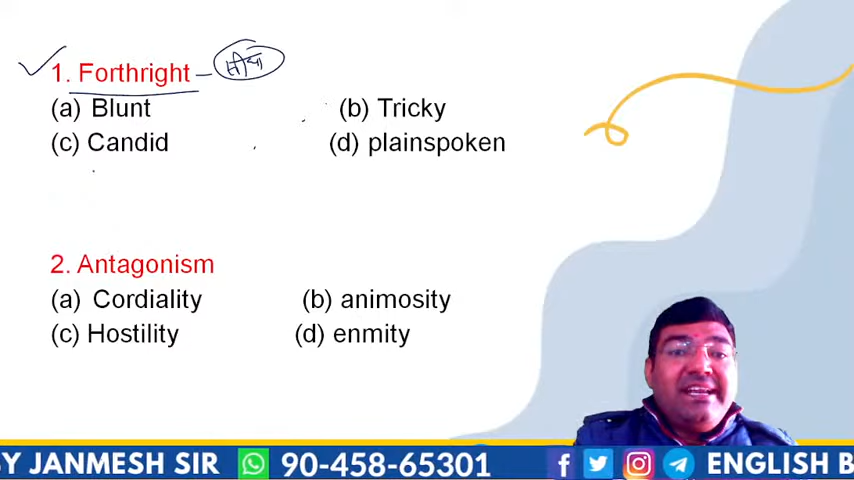 1. Forthright – सीधा
(a) Blunt (b) Tricky
(c) Candid (d) plainspoken
2. Antagonism
(a) Cordiality (b) animosity
(c) Hostility (d) enmity
Y JANMESH SIR 90-458-65301 ENGLISH B